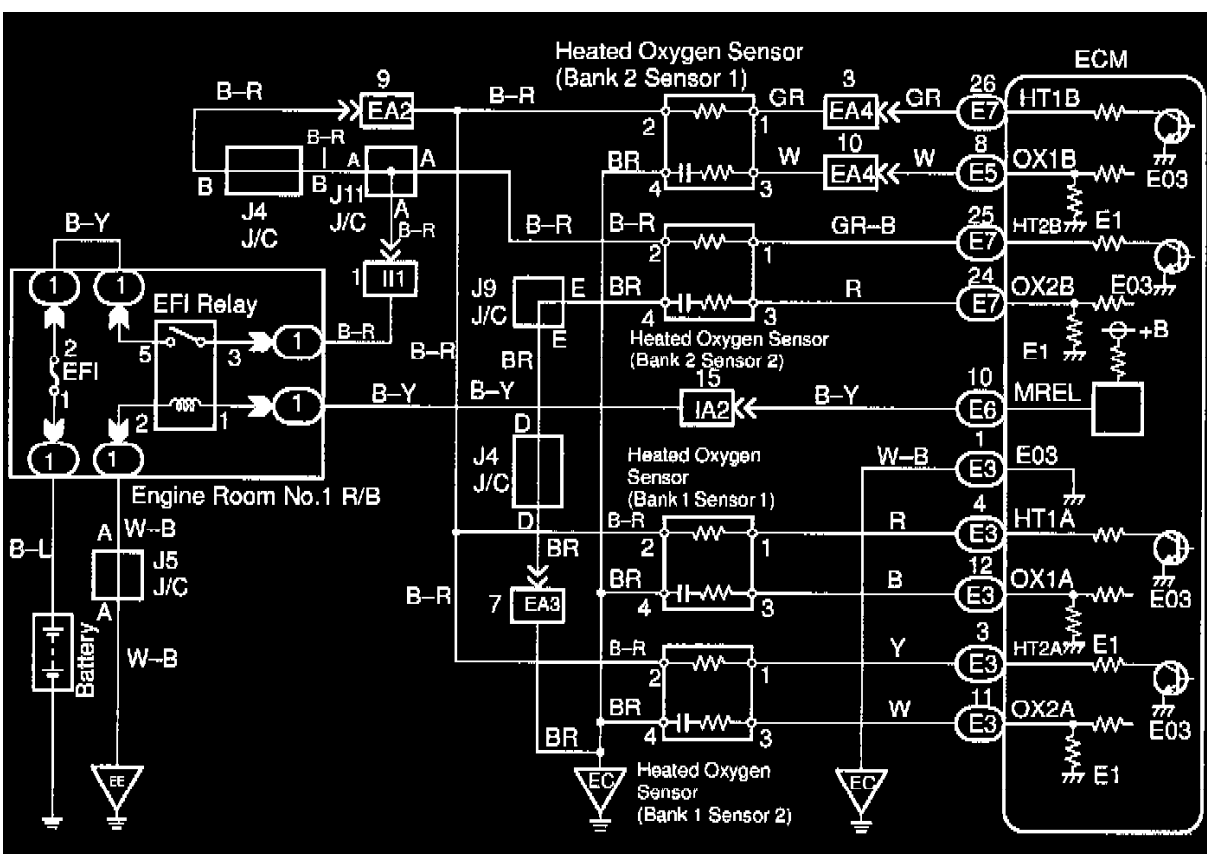 Heated Oxygen Sensor
(Bank 2 Sensor 1)
ECM
9
3
26
B–R
EA2
B–R
GR
EA4
GR
E7
HT1B
2
1
B–R
10
8
A
A
BR
W
EA4
W
E5
OX1B
B
B
4
3
E03
J4
J/C
J11
J/C
A
B–R
B–Y
B–R
B–R
GR–B
25
E7
HT2B
E1
2
1
1
1
1
II1
J9
J/C
E
BR
R
24
E7
OX2B
E03
EFI Relay
E
4
3
+B
5
3
1
B–R
B–R
BR
Heated Oxygen Sensor
(Bank 2 Sensor 2)
E1
2
EFI
1
15
10
2
1
1
B–Y
B–Y
IA2
B–Y
E6
MREL
D
1
1
1
J4
J/C
Heated Oxygen
Sensor
(Bank 1 Sensor 1)
W–B
E3
E03
Engine Room No.1 R/B
4
A
W–B
D
B–R
R
E3
HT1A
B–L
J5
J/C
BR
2
1
12
A
B–R
7
EA3
BR
B
E3
OX1A
E03
4
3
3
Battery
W–B
B–R
Y
E3
HT2A
E1
2
1
11
BR
W
E3
OX2A
E03
BR
4
3
EE
EC
Heated Oxygen
Sensor
(Bank 1 Sensor 2)
EC
E1